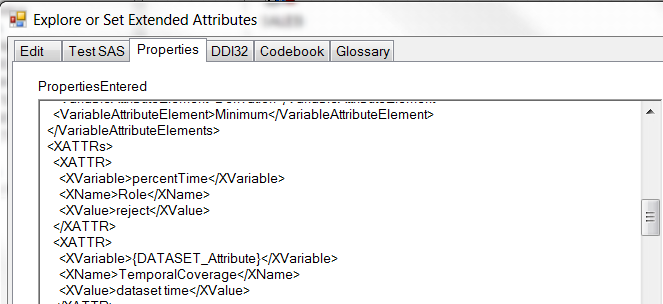 Explore or Set Extended Attributes
Edit Test SAS Properties DDI32 Codebook Glossary
PropertiesEntered
<VariableAttributeElement>Minimum</VariableAttributeElement>
</VariableAttributeElements>
<XATTRs>
<XATTR>
<XVariable>percentTime</XVariable>
<XName>Role</XName>
<XValue>reject</XValue>
</XATTR>
<XATTR>
<XVariable>{DATASET_Attribute}</XVariable>
<XName>TemporalCoverage</XName>
<XValue>dataset time</XValue>